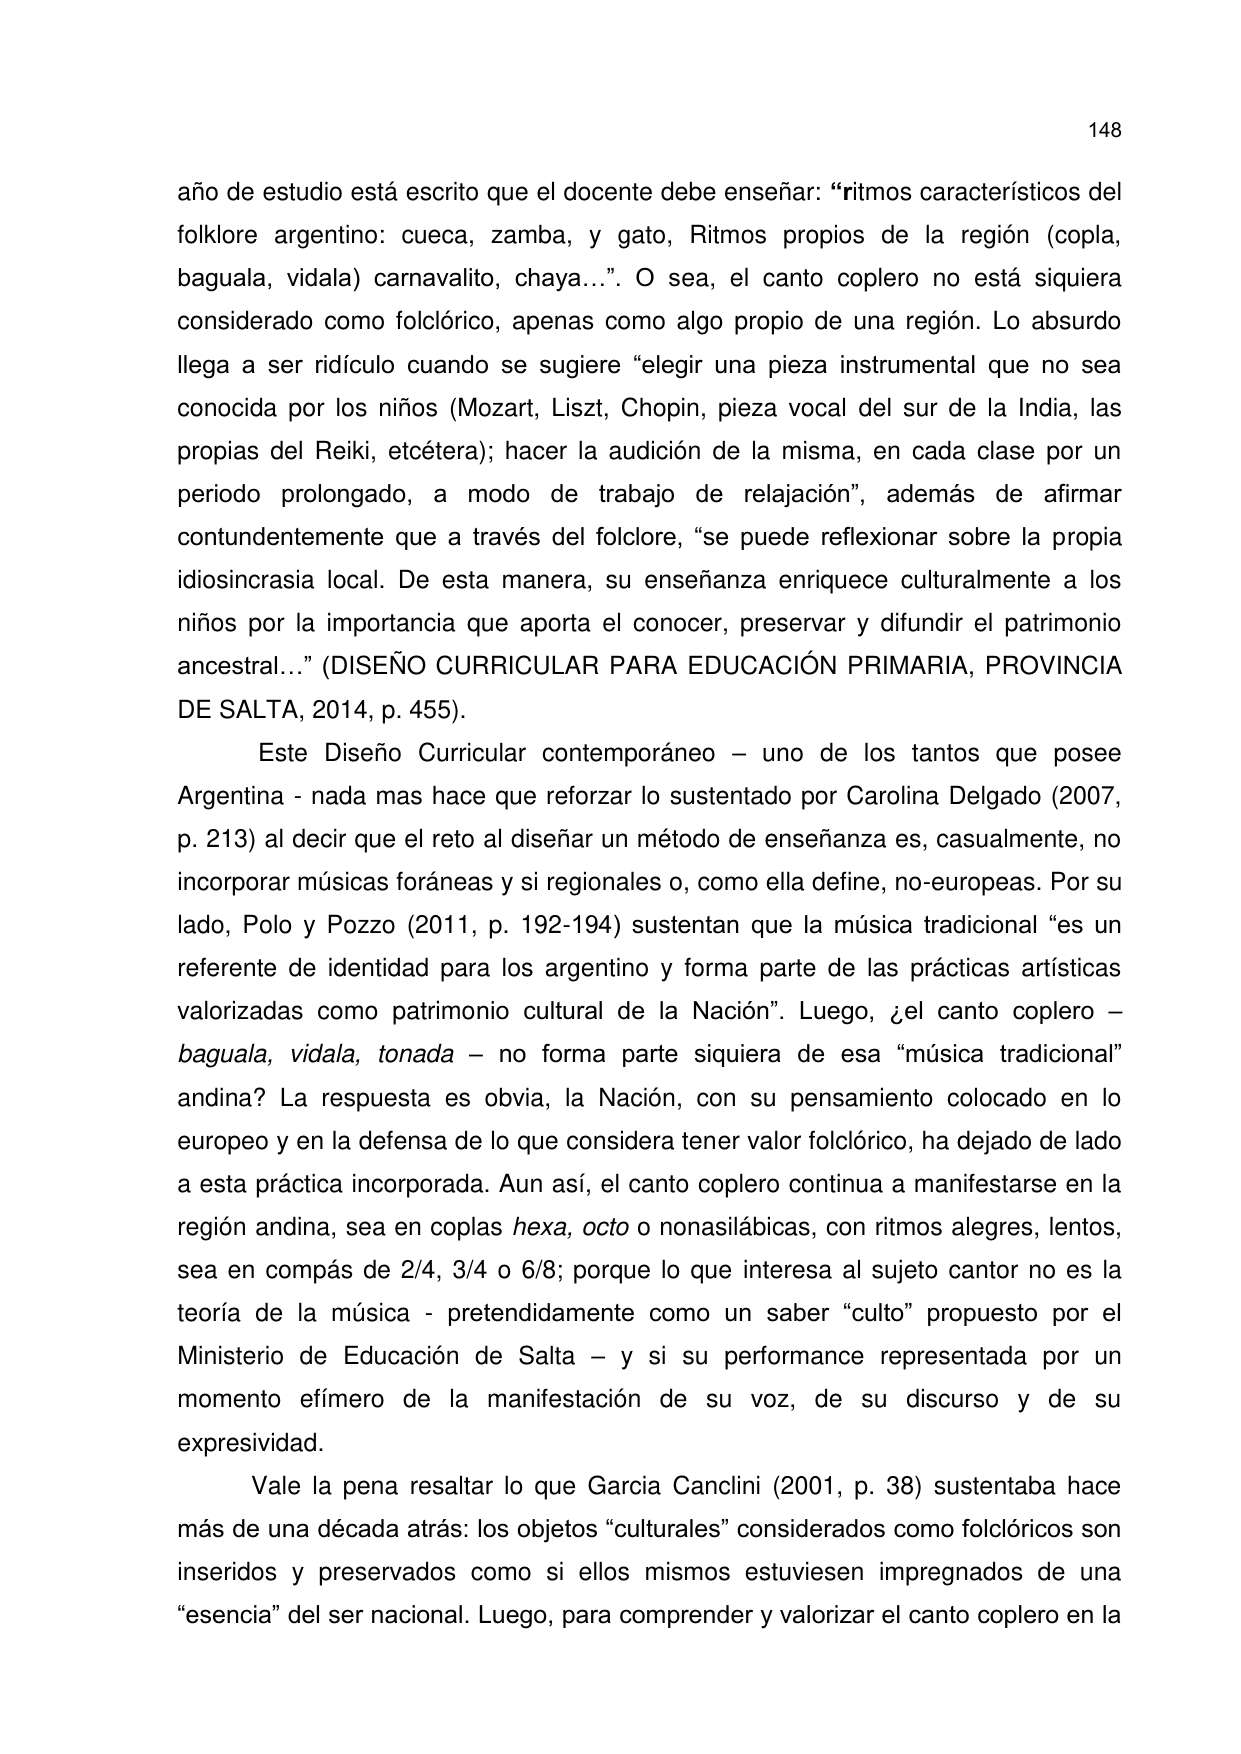 148
año de estudio está escrito que el docente debe enseñar: “ritmos característicos del
folklore argentino: cueca, zamba, y gato, Ritmos propios de la región (copla,
baguala, vidala) carnavalito, chaya…”. O sea, el canto coplero no está siquiera
considerado como folclórico, apenas como algo propio de una región. Lo absurdo
llega a ser ridículo cuando se sugiere “elegir una pieza instrumental que no sea
conocida por los niños (Mozart, Liszt, Chopin, pieza vocal del sur de la India, las
propias del Reiki, etcétera); hacer la audición de la misma, en cada clase por un
periodo prolongado, a modo de trabajo de relajación”, además de afirmar
contundentemente que a través del folclore, “se puede reflexionar sobre la propia
idiosincrasia local. De esta manera, su enseñanza enriquece culturalmente a los
niños por la importancia que aporta el conocer, preservar y difundir el patrimonio
ancestral…” (DISEÑO CURRICULAR PARA EDUCACIÓN PRIMARIA, PROVINCIA
DE SALTA, 2014, p. 455).
Este Diseño Curricular contemporáneo – uno de los tantos que posee
Argentina - nada mas hace que reforzar lo sustentado por Carolina Delgado (2007,
p. 213) al decir que el reto al diseñar un método de enseñanza es, casualmente, no
incorporar músicas foráneas y si regionales o, como ella define, no-europeas. Por su
lado, Polo y Pozzo (2011, p. 192-194) sustentan que la música tradicional “es un
referente de identidad para los argentino y forma parte de las prácticas artísticas
valorizadas como patrimonio cultural de la Nación”. Luego, ¿el canto coplero –
baguala, vidala, tonada – no forma parte siquiera de esa “música tradicional”
andina? La respuesta es obvia, la Nación, con su pensamiento colocado en lo
europeo y en la defensa de lo que considera tener valor folclórico, ha dejado de lado
a esta práctica incorporada. Aun así, el canto coplero continua a manifestarse en la
región andina, sea en coplas hexa, octo o nonasilábicas, con ritmos alegres, lentos,
sea en compás de 2/4, 3/4 o 6/8; porque lo que interesa al sujeto cantor no es la
teoría de la música - pretendidamente como un saber “culto” propuesto por el
Ministerio de Educación de Salta – y si su performance representada por un
momento efímero de la manifestación de su voz, de su discurso y de su
expresividad.
Vale la pena resaltar lo que Garcia Canclini (2001, p. 38) sustentaba hace
más de una década atrás: los objetos “culturales” considerados como folclóricos son
inseridos y preservados como si ellos mismos estuviesen impregnados de una
“esencia” del ser nacional. Luego, para comprender y valorizar el canto coplero en la